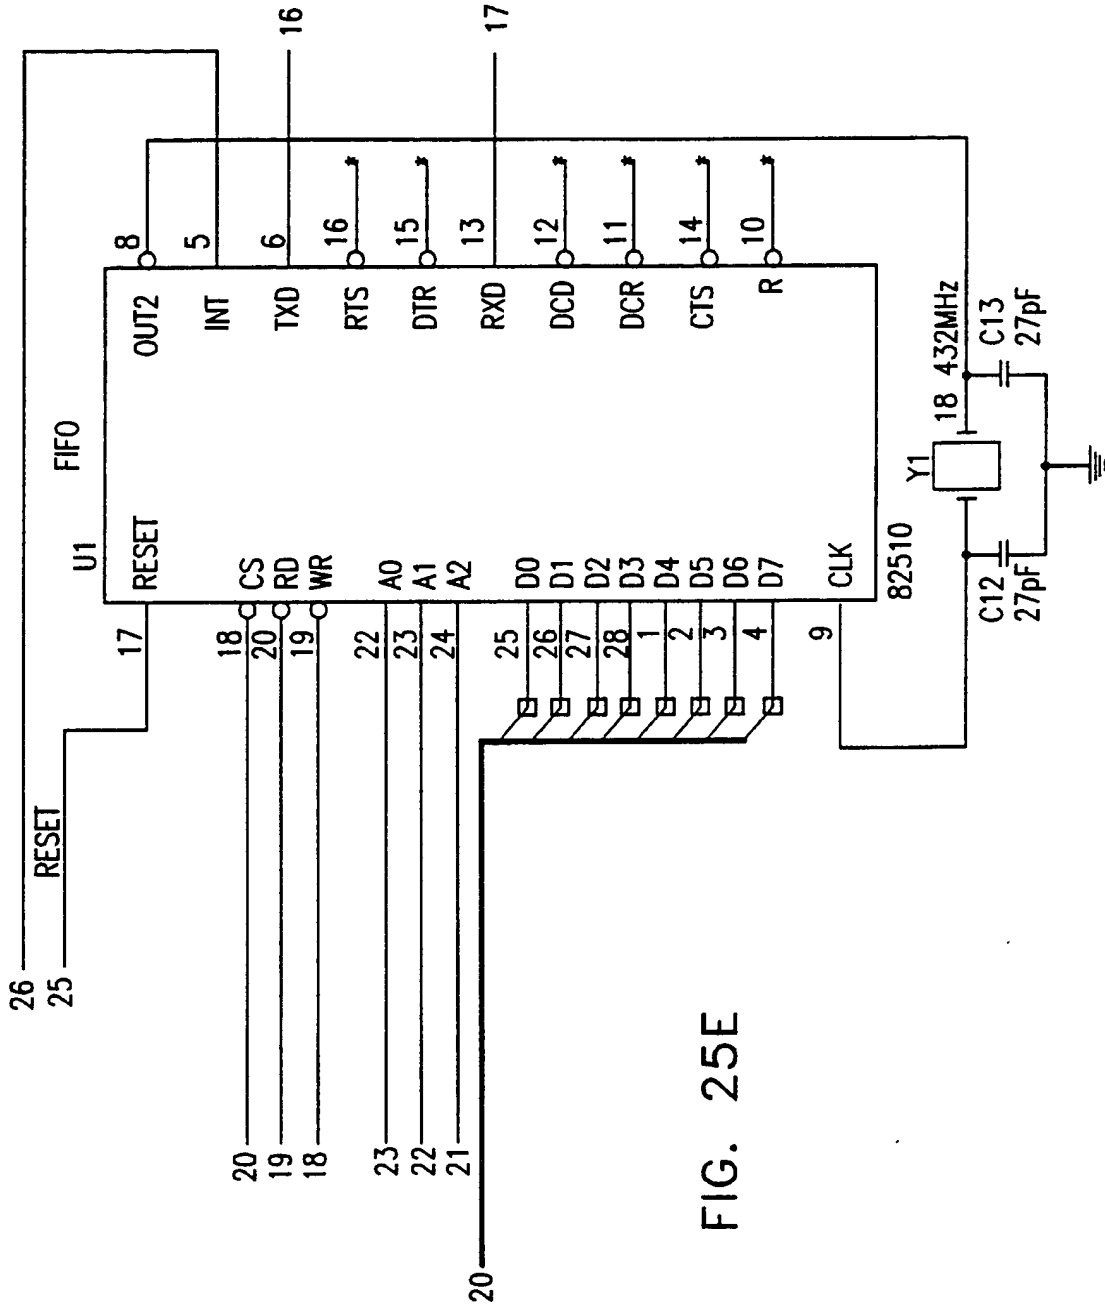 26
25
RESET
20
19
18
23
22
21
20
U1
FIFO
17
RESET
18
CS
20
RD
19
WR
22
A0
23
A1
24
A2
25
D0
26
D1
27
D2
28
D3
1
D4
2
D5
3
D6
4
D7
9
CLK
82510
OUT2
8
INT
5
TXD
6
16
RTS
16
*
DTR
15
*
RXD
13
17
DCD
12
*
DCR
11
*
CTS
14
*
R
10
*
Y1
18 432MHz
C12
27pF
C13
27pF
FIG. 25E